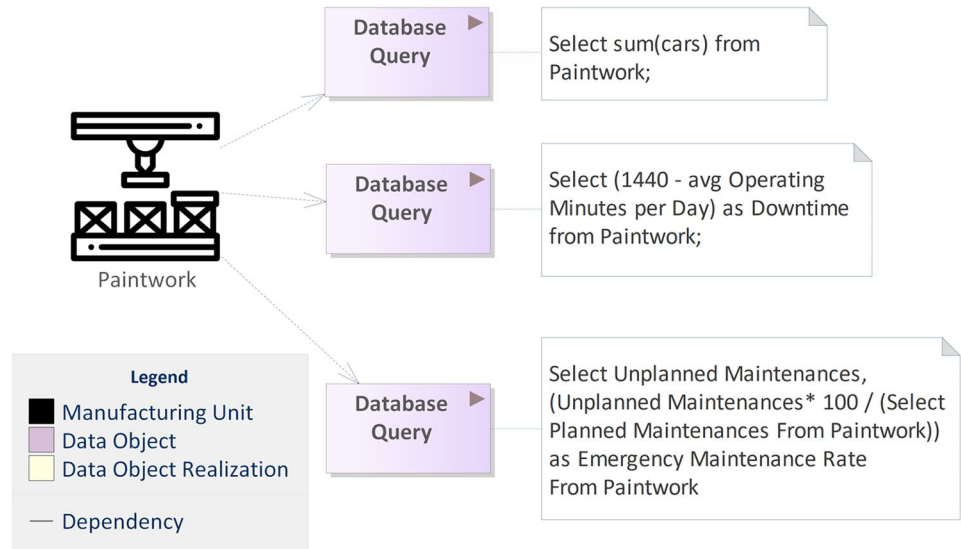 Database
Query
Select sum(cars) from
Paintwork;
Database
Query
Select (1440 - avg Operating
Minutes per Day) as Downtime
from Paintwork;
Paintwork
Database
Query
Select Unplanned Maintenances,
(Unplanned Maintenances* 100 / (Select
Planned Maintenances From Paintwork))
as Emergency Maintenance Rate
From Paintwork
Legend
Manufacturing Unit
Data Object
Data Object Realization
Dependency